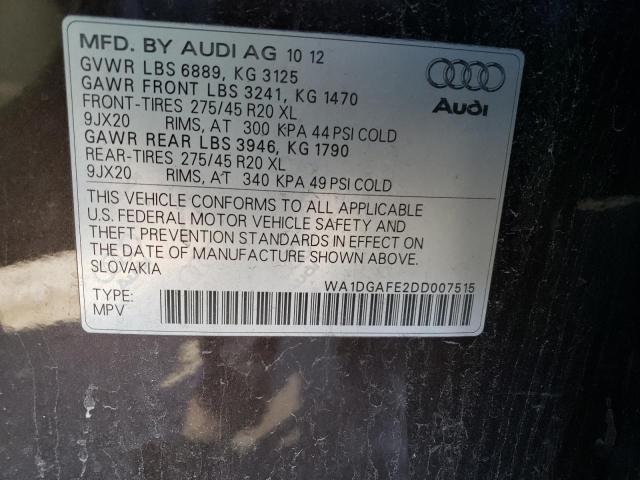 MFD. BY AUDI AG 10 12
GVWR LBS 6889, KG 3125
GAWR FRONT LBS 3241, KG 1470
FRONT-TIRES 275/45 R20 XL
9JX20 RIMS, AT 300 KPA 44 PSI COLD
GAWR REAR LBS 3946, KG 1790
REAR-TIRES 275/45 R20 XL
9JX20 RIMS, AT 340 KPA 49 PSI COLD
Audi
THIS VEHICLE CONFORMS TO ALL APPLICABLE
U.S. FEDERAL MOTOR VEHICLE SAFETY AND
THEFT PREVENTION STANDARDS IN EFFECT ON
THE DATE OF MANUFACTURE SHOWN ABOVE.
SLOVAKIA
WA1DGAFE2DD007515
TYPE:
MPV